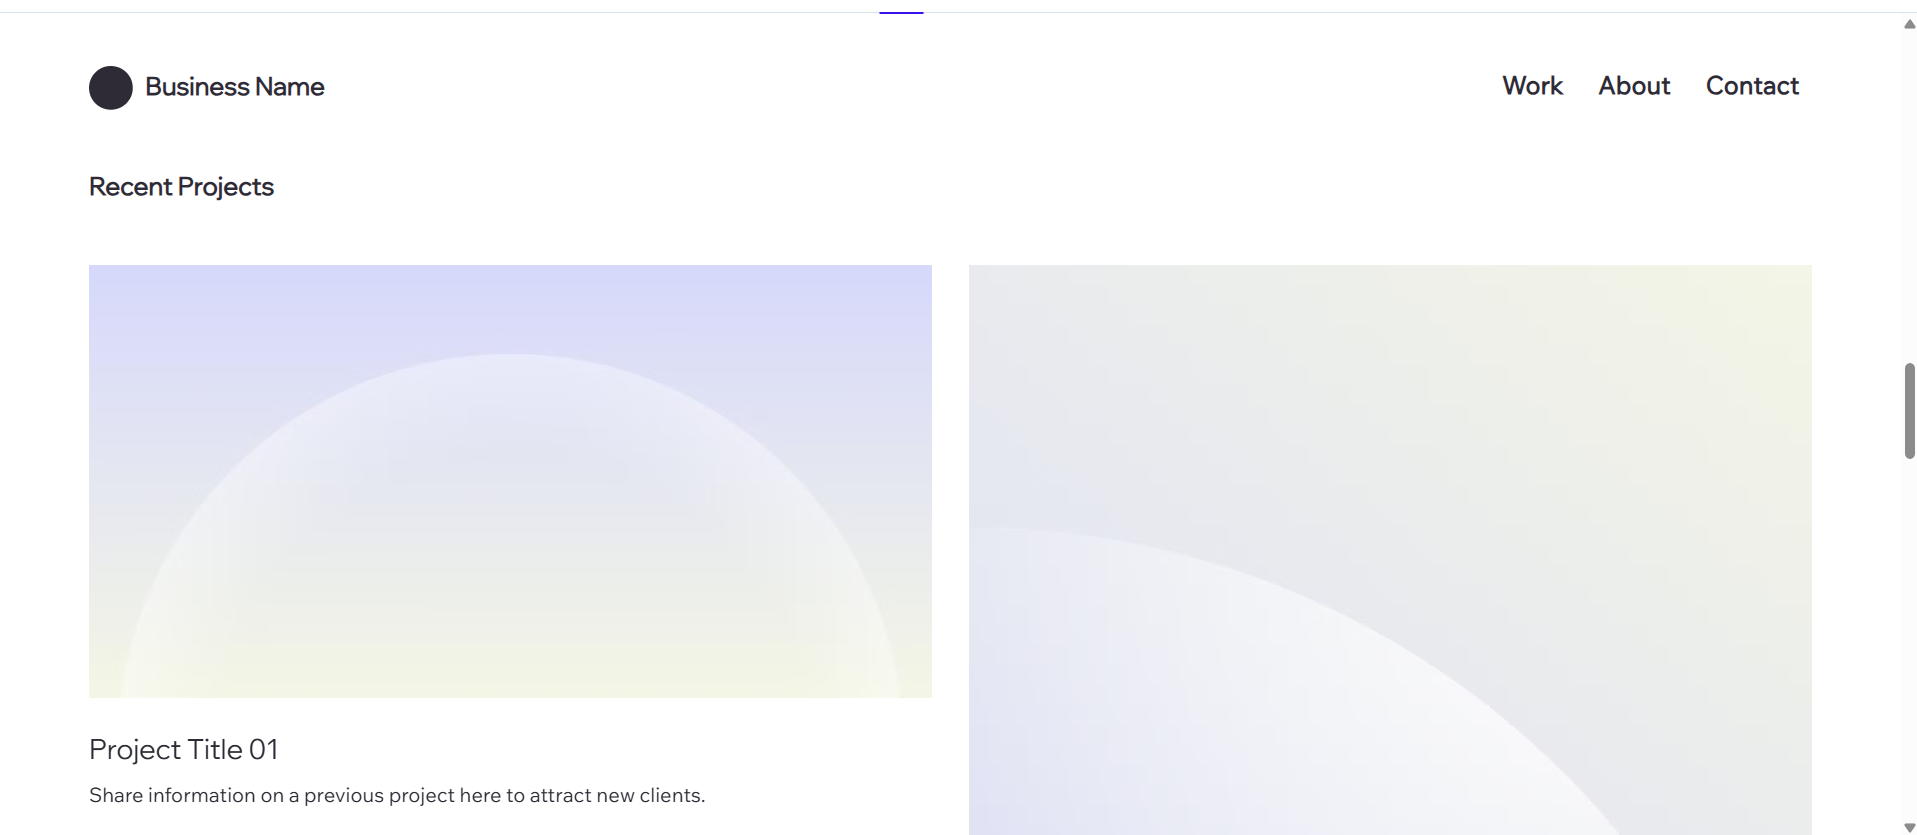 Business Name
Work About Contact
Recent Projects
Project Title 01
Share information on a previous project here to attract new clients.